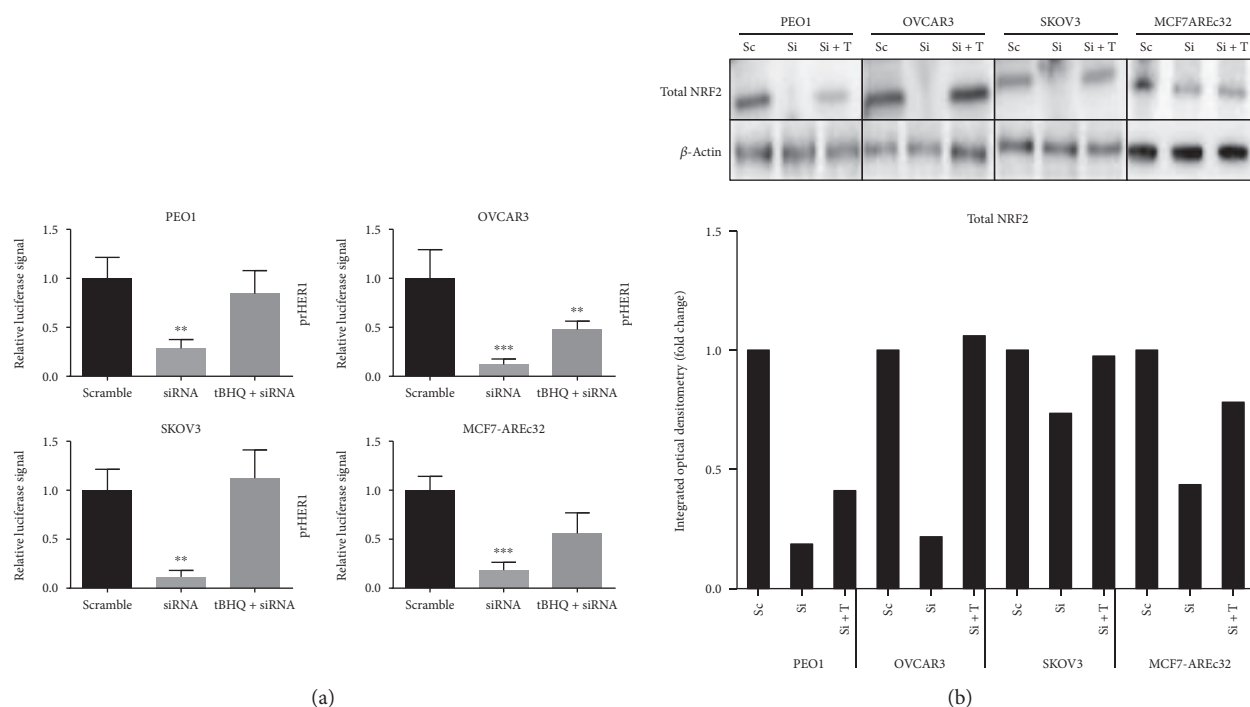 PEO1
Relative luciferase signal
1.5
1.0
0.5
0.0
**
Scramble
siRNA
tBHQ + siRNA
prHER1
OVCAR3
Relative luciferase signal
1.5
1.0
0.5
0.0
***
**
Scramble
siRNA
tBHQ + siRNA
prHER1
SKOV3
Relative luciferase signal
1.5
1.0
0.5
0.0
**
Scramble
siRNA
tBHQ + siRNA
prHER1
MCF7-AREc32
Relative luciferase signal
1.5
1.0
0.5
0.0
***
Scramble
siRNA
tBHQ + siRNA
(a)
PEO1 OVCAR3 SKOV3 MCF7AREc32
Sc Si Si + T Sc Si Si + T Sc Si Si + T Sc Si Si + T
Total NRF2
β-Actin
Total NRF2
Integrated optical densitometry (fold change)
1.5
1.0
0.5
0.0
Sc Si Si + T Sc Si Si + T Sc Si Si + T Sc Si Si + T
PEO1 OVCAR3 SKOV3 MCF7-AREc32
(b)